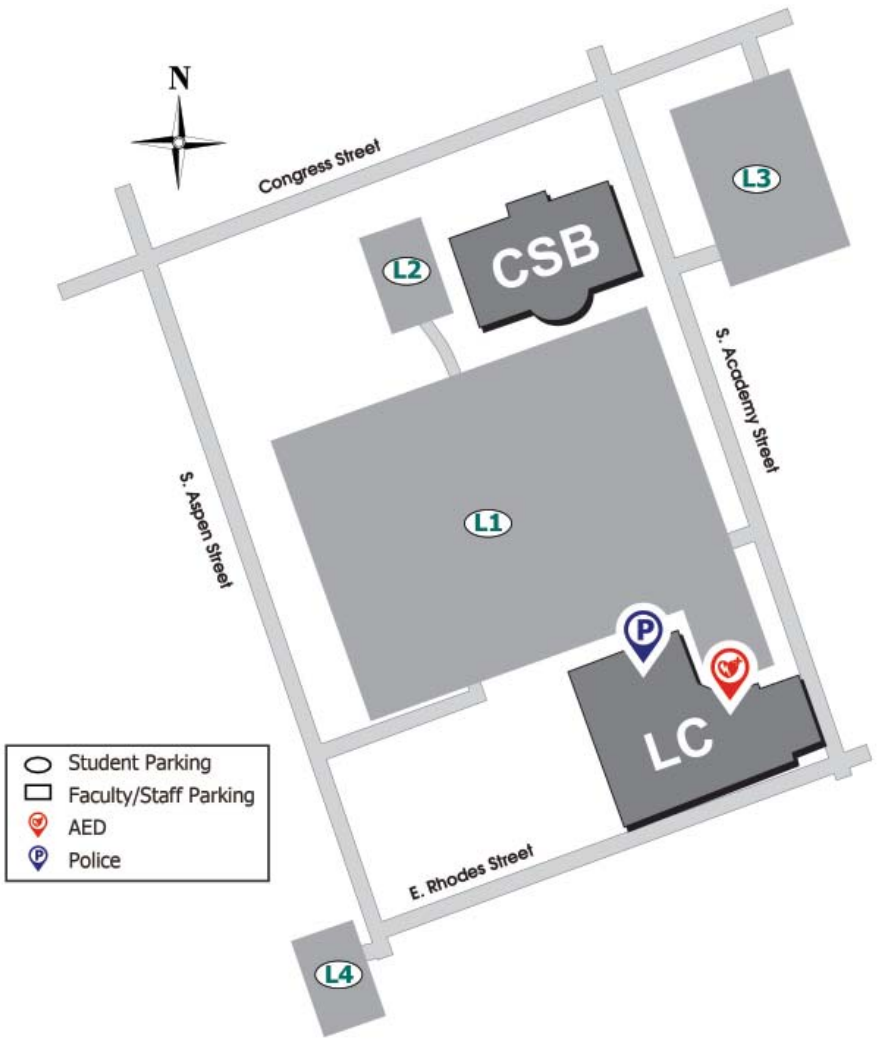 N
Congress Street
L3
CSB
L2
S. Academy Street
S. Aspen Street
L1
P
LC
Student Parking
Faculty/Staff Parking
AED
P
Police
E. Rhodes Street
L4